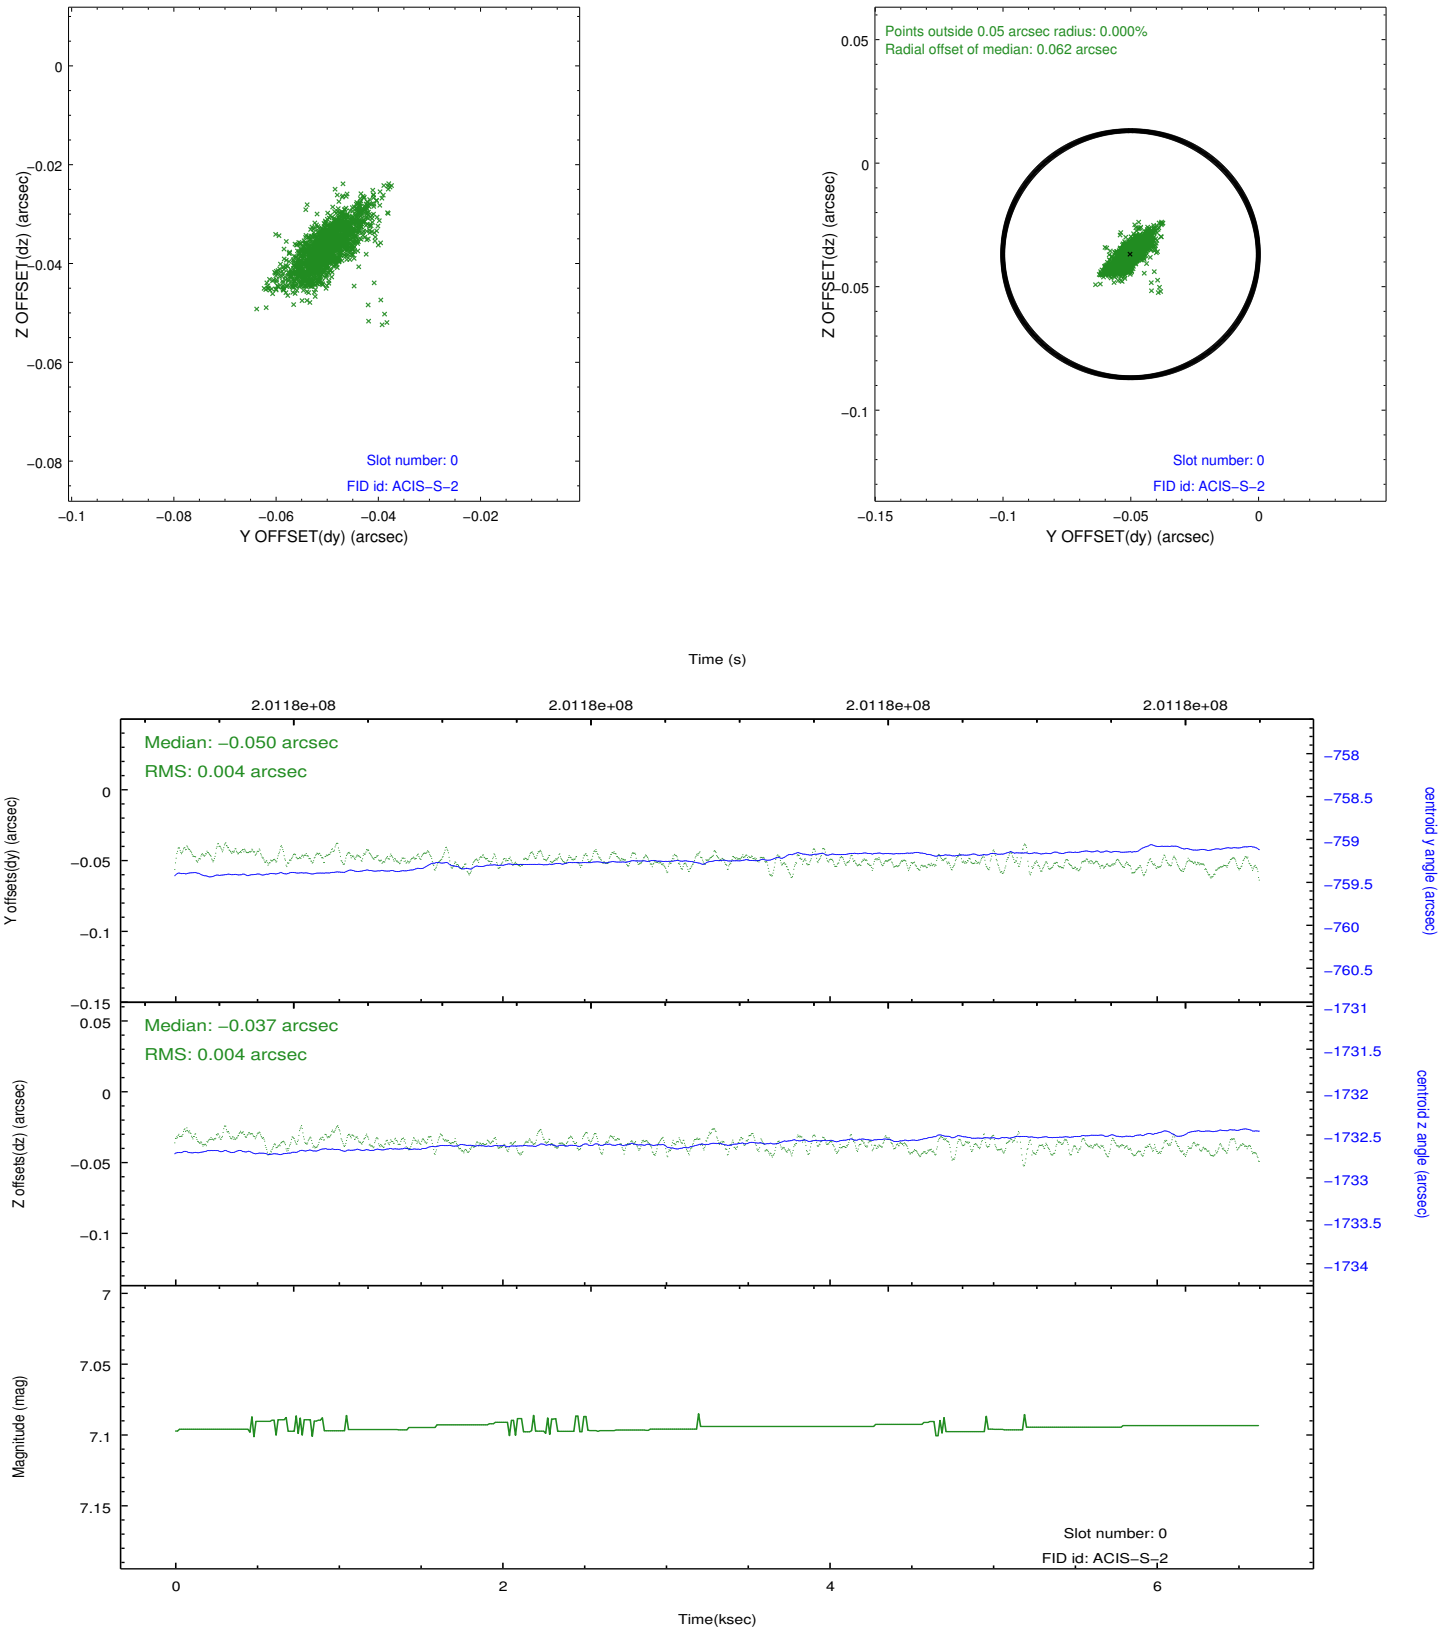 0
−0.02
−0.04
−0.06
−0.08
Z OFFSET(dz) (arcsec)
Slot number: 0
FID id: ACIS−S−2
−0.1
−0.08
−0.06
−0.04
−0.02
Y OFFSET(dy) (arcsec)
Points outside 0.05 arcsec radius: 0.000%
Radial offset of median: 0.062 arcsec
0.05
0
−0.05
−0.1
Z OFFSET(dz) (arcsec)
Slot number: 0
FID id: ACIS−S−2
−0.15
−0.1
−0.05
0
Y OFFSET(dy) (arcsec)
Time (s)
2.0118e+08
2.0118e+08
2.0118e+08
2.0118e+08
Median: −0.050 arcsec
RMS: 0.004 arcsec
0
−0.05
−0.1
−0.15
Y offsets(dy) (arcsec)
−758
−758.5
−759
−759.5
−760
−760.5
centroid y angle (arcsec)
Median: −0.037 arcsec
RMS: 0.004 arcsec
0.05
0
−0.05
−0.1
Z offsets(dz) (arcsec)
−1731
−1731.5
−1732
−1732.5
−1733
−1733.5
−1734
centroid z angle (arcsec)
7
7.05
7.1
7.15
Magnitude (mag)
Slot number: 0
FID id: ACIS−S−2
0
2
4
6
Time(ksec)